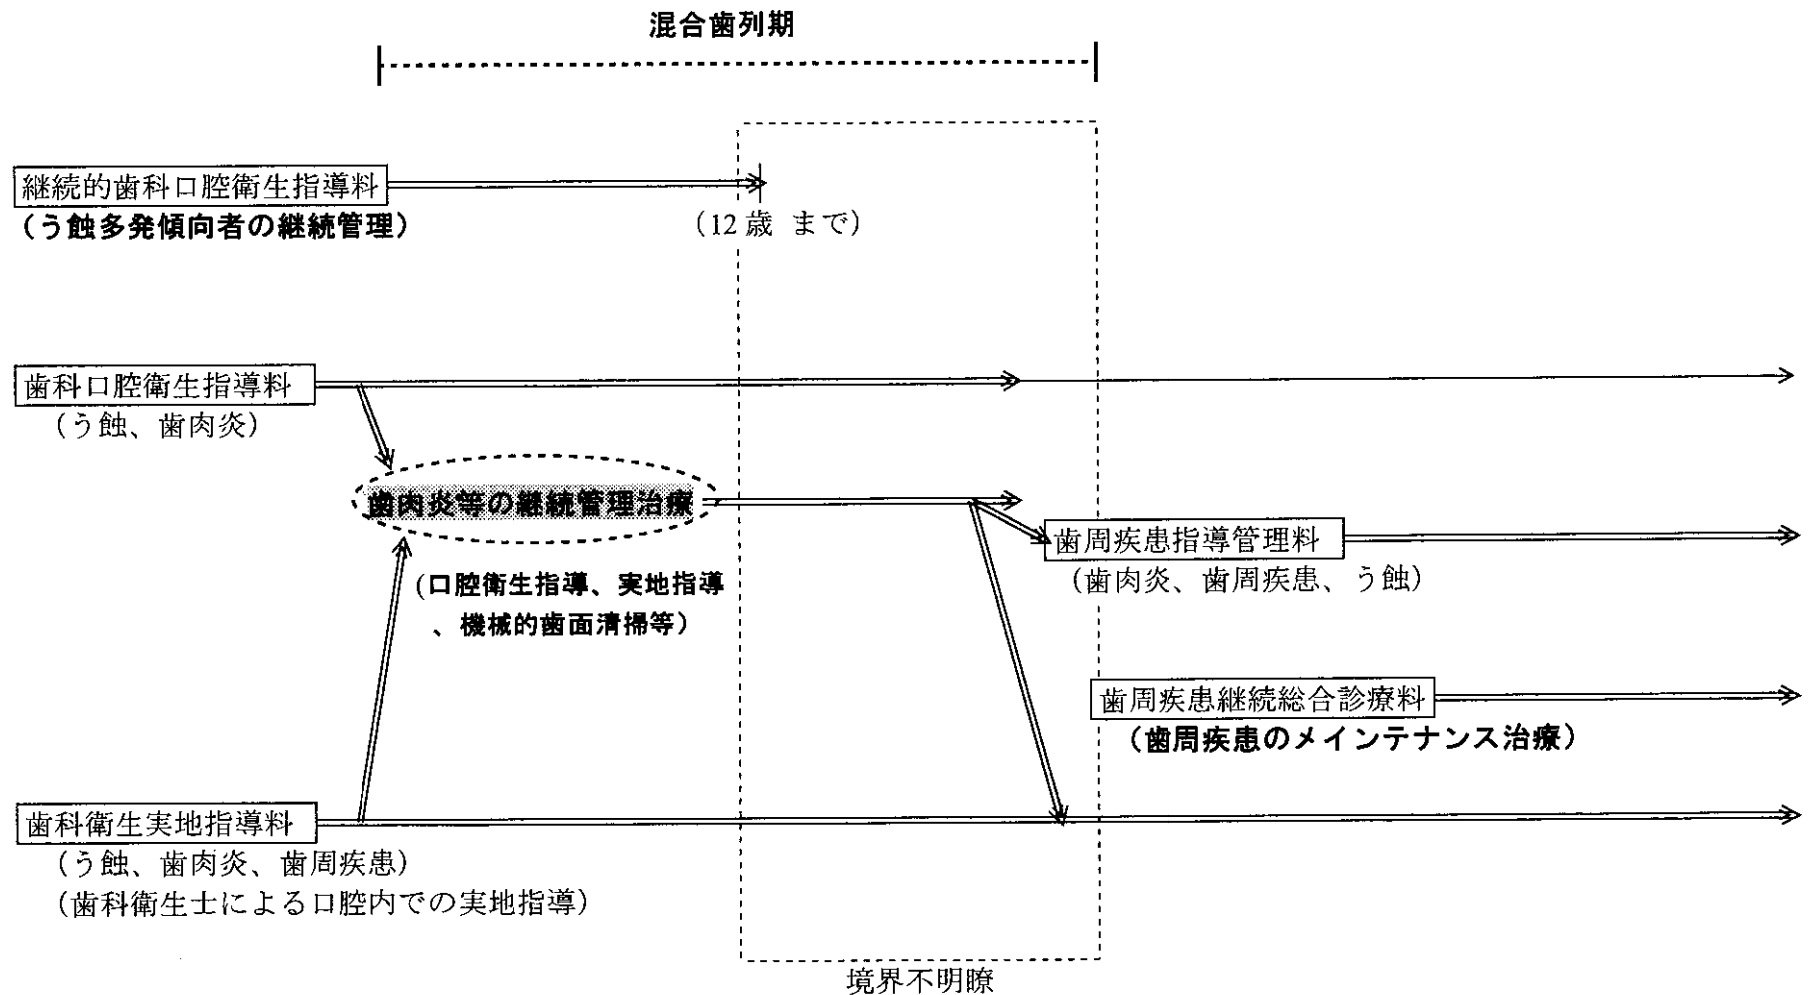 混合歯列期
継続的歯科口腔衛生指導料
(う蝕多発傾向者の継続管理)
(12歳 まで)
歯科口腔衛生指導料
(う蝕、歯肉炎)
歯肉炎等の継続管理治療
(口腔衛生指導、実地指導
、機械的歯面清掃等)
歯周疾患指導管理料
(歯肉炎、歯周疾患、う蝕)
歯周疾患継続総合診療料
(歯周疾患のメインテナンス治療)
歯科衛生実地指導料
(う蝕、歯肉炎、歯周疾患)
(歯科衛生士による口腔内での実地指導)
境界不明瞭